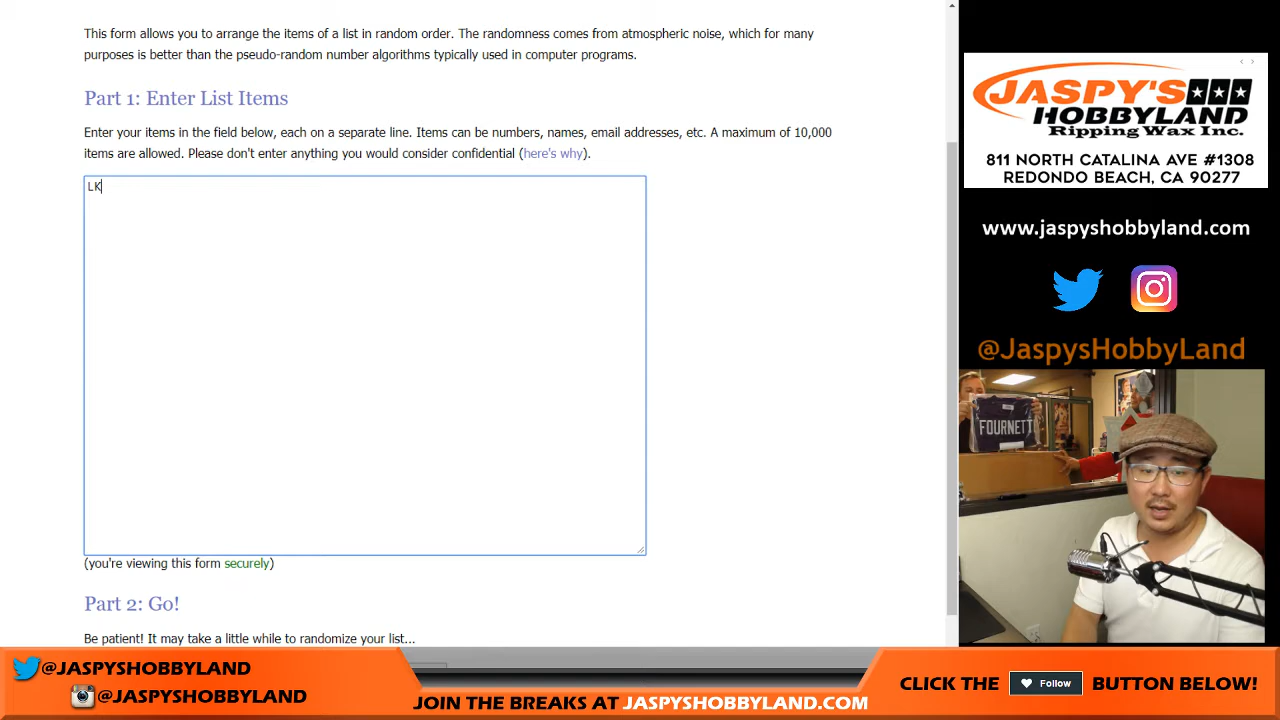 This form allows you to arrange the items of a list in random order. The randomness comes from atmospheric noise, which for many
purposes is better than the pseudo-random number algorithms typically used in computer programs.
Part 1: Enter List Items
Enter your items in the field below, each on a separate line. Items can be numbers, names, email addresses, etc. A maximum of 10,000
items are allowed. Please don't enter anything you would consider confidential (here's why).
LK
(you're viewing this form securely)
Part 2: Go!
Be patient! It may take a little while to randomize your list...
JASPY'S
HOBBYLAND
Ripping Wax Inc.
811 NORTH CATALINA AVE #1308
REDONDO BEACH, CA 90277
www.jaspyshobbyland.com
@JaspysHobbyLand
FOURNETT
@JASPYSHOBBYLAND
@JASPYSHOBBYLAND
JOIN THE BREAKS AT JASPYSHOBBYLAND.COM
CLICK THE Follow BUTTON BELOW!